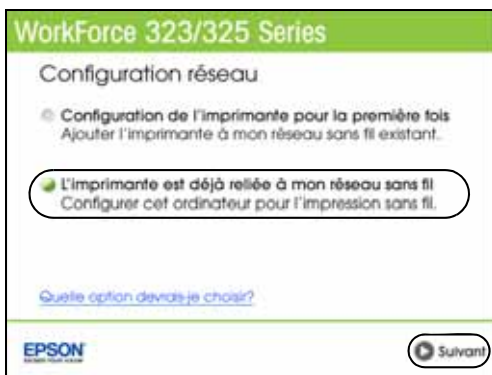 WorkForce 323/325 Series
Configuration réseau
Configuration de l'imprimante pour la première fois
Ajouter l'imprimante à mon réseau sans fil existant.
L'imprimante est déjà reliée à mon réseau sans fil
Configurer cet ordinateur pour l'impression sans fil.
Quelle option devrais-je choisir?
EPSON
Suivant